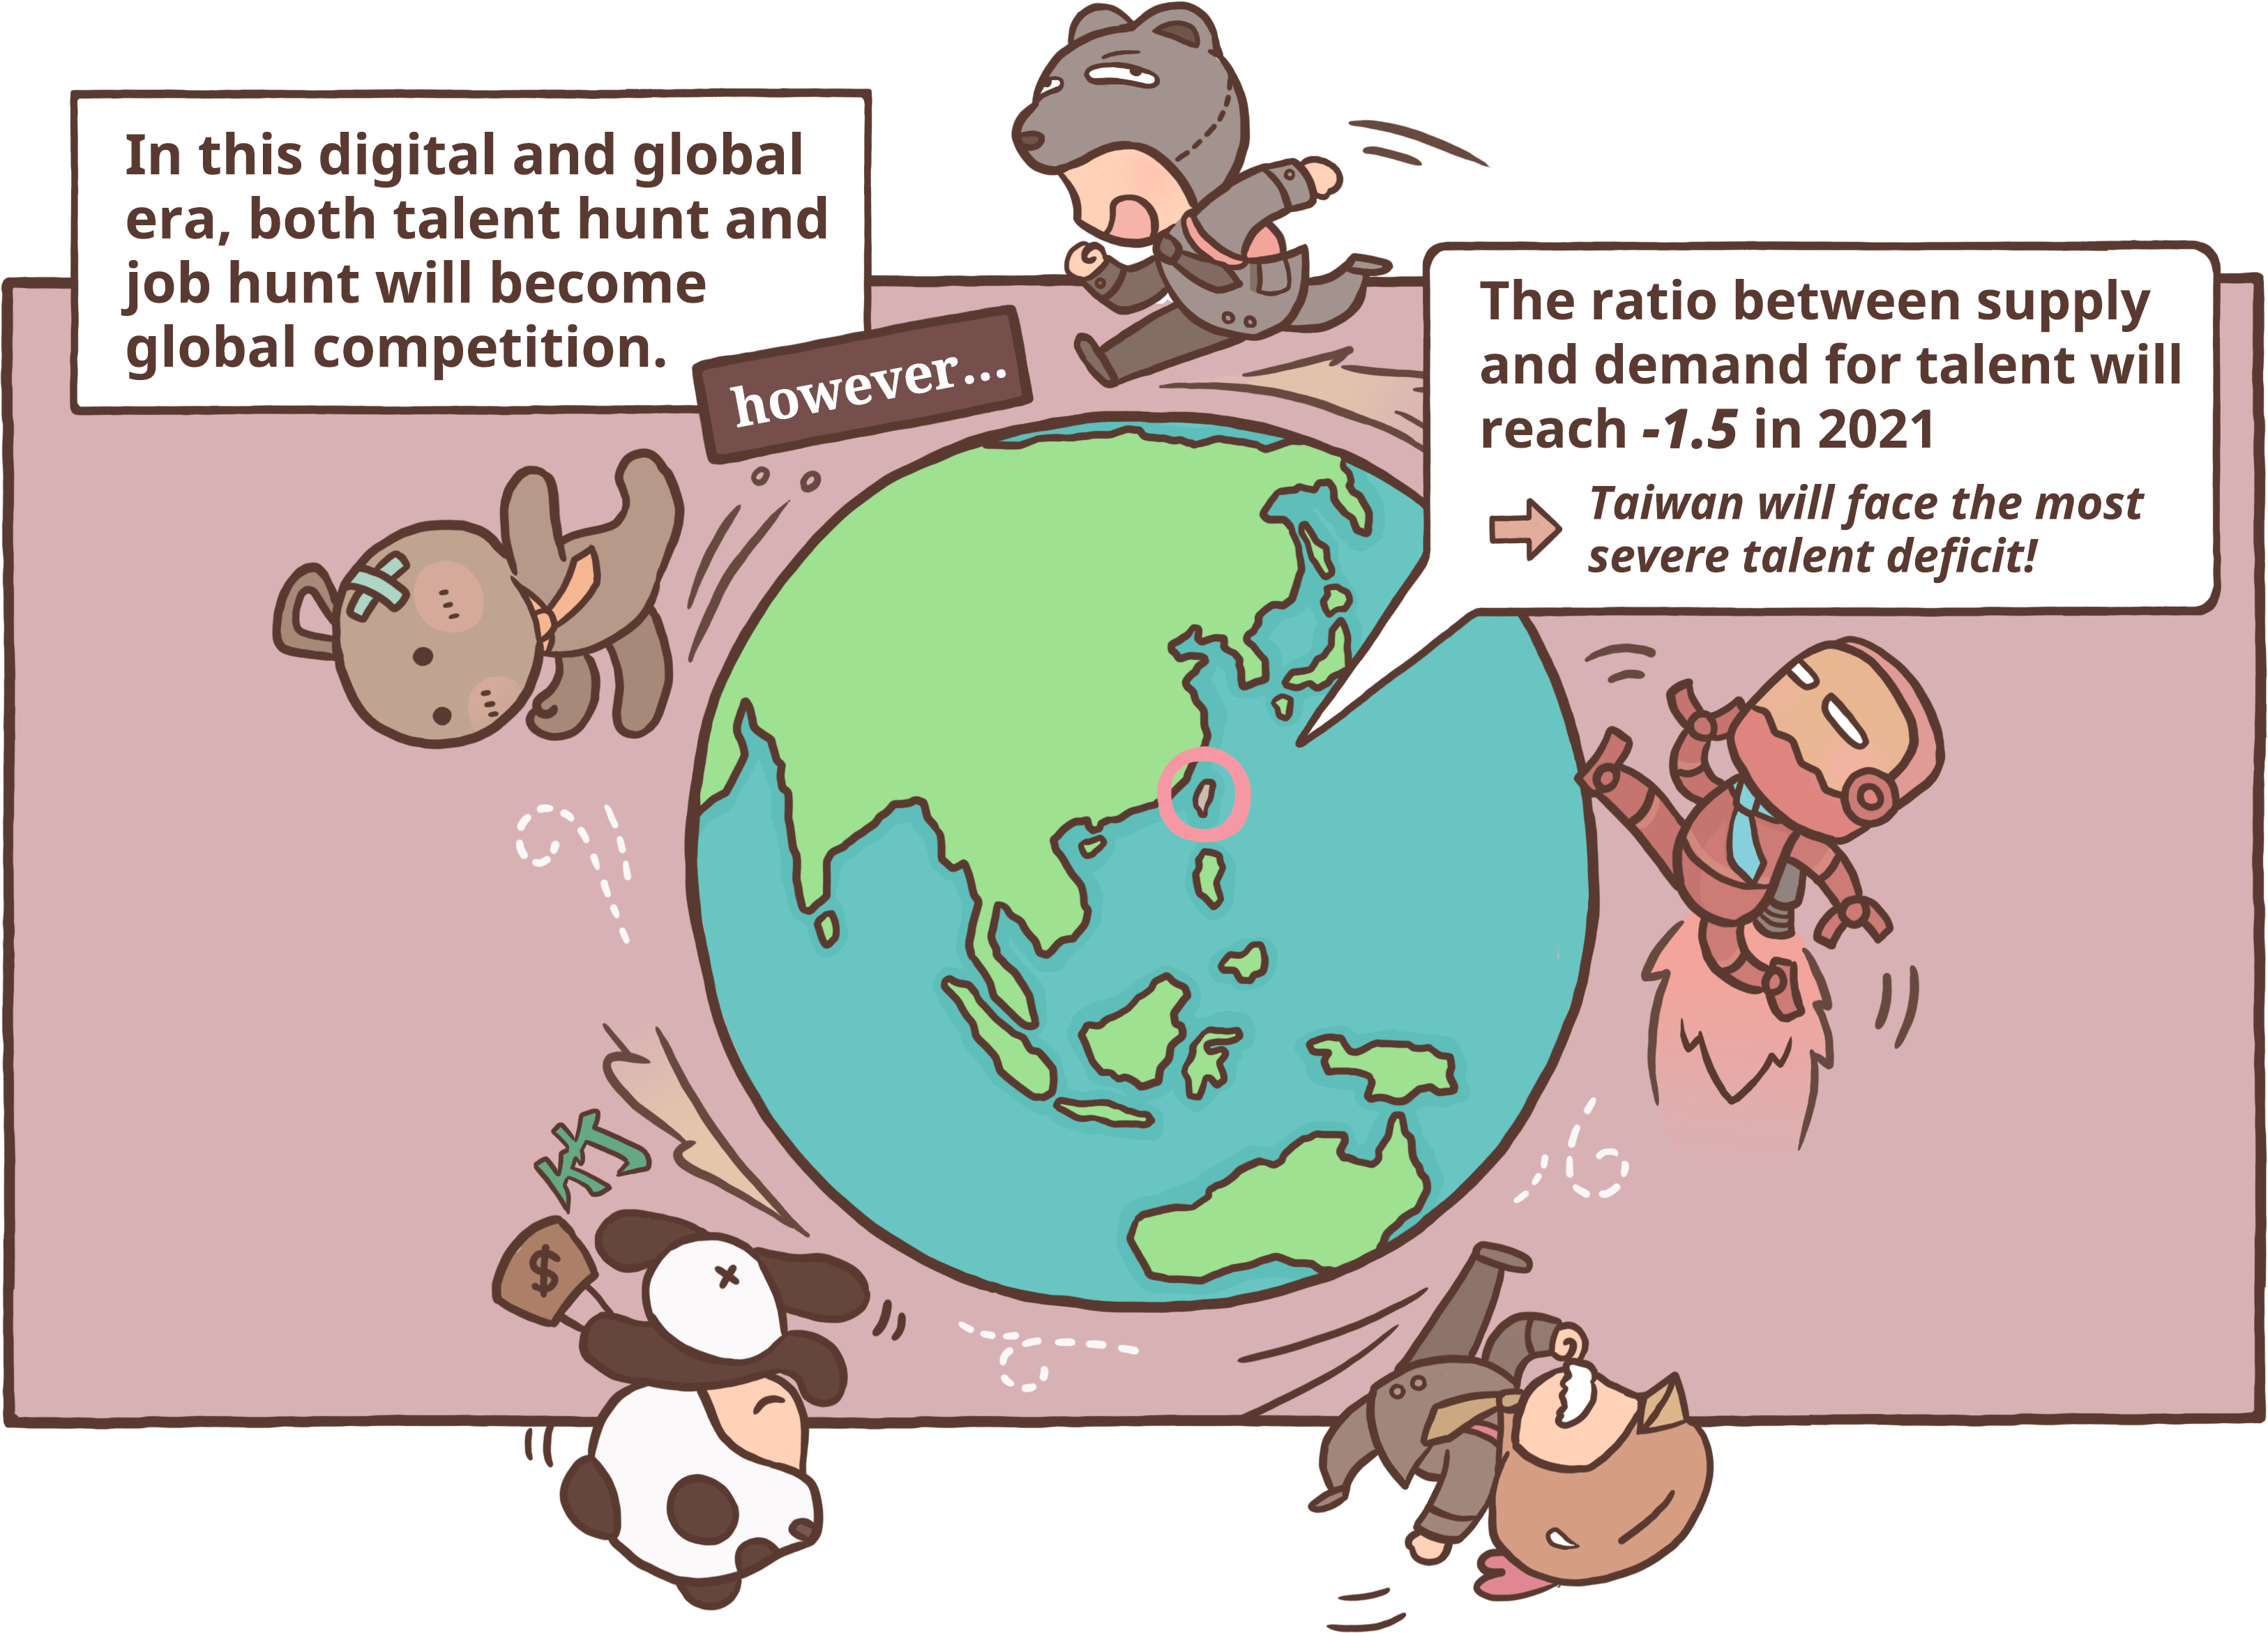 In this digital and global
era, both talent hunt and
job hunt will become
global competition.
however...
The ratio between supply
and demand for talent will
reach -1.5 in 2021
Taiwan will face the most
severe talent deficit!
$